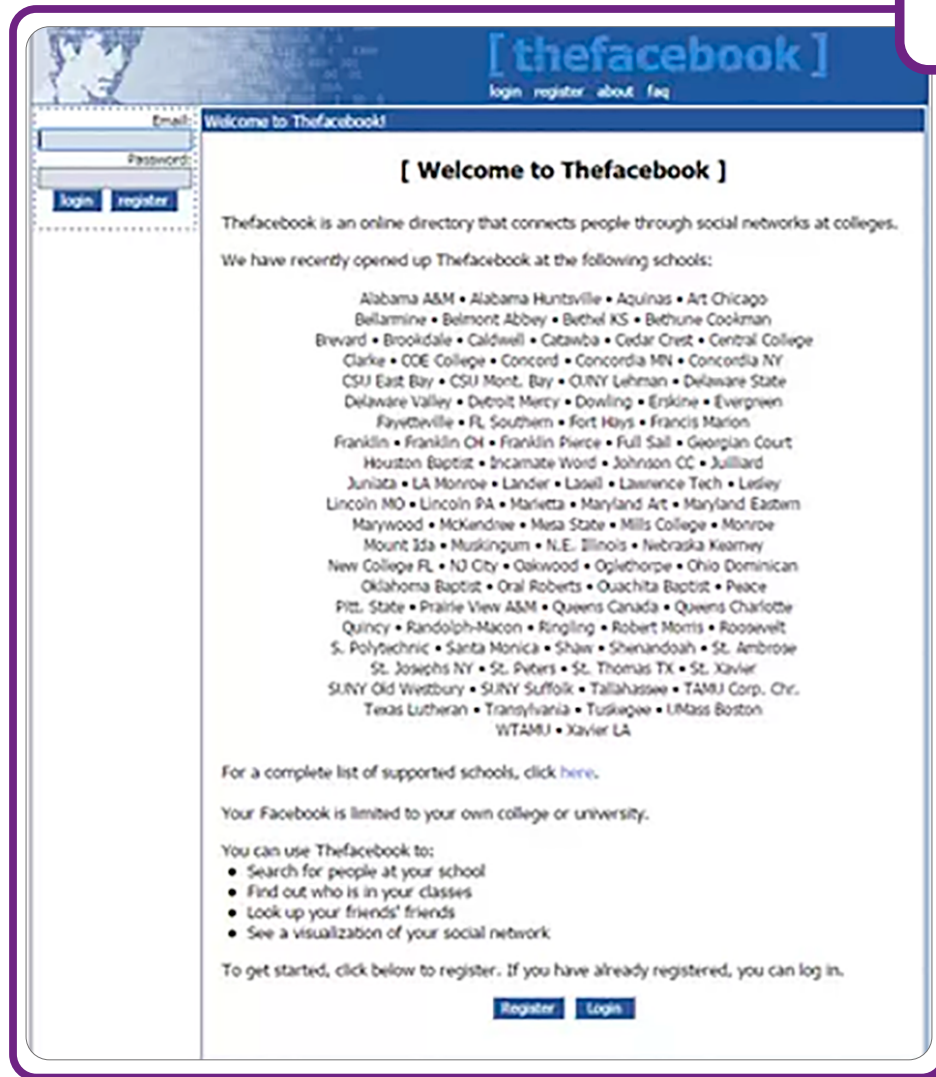 [ thefacebook ]
login register about faq
Email:
Password:
login register
Welcome to Thefacebook!
[ Welcome to Thefacebook ]
Thefacebook is an online directory that connects people through social networks at colleges.
We have recently opened up Thefacebook at the following schools:
Alabama A&M • Alabama Huntsville • Aquinas • Art Chicago
Bellarmine • Belmont Abbey • Bethel KS • Bethune Cookman
Brevard • Brookdale • Caldwell • Catawba • Cedar Crest • Central College
Clarke • COE College • Concord • Concordia MN • Concordia NY
CSU East Bay • CSU Mont. Bay • CUNY Lehman • Delaware State
Delaware Valley • Detroit Mercy • Dowling • Erskine • Evergreen
Fayetteville • FL Southern • Fort Hays • Francis Marion
Franklin • Franklin OH • Franklin Pierce • Full Sail • Georgian Court
Houston Baptist • Incarnate Word • Johnson CC • Juilliard
Juniata • LA Monroe • Lander • Lasell • Lawrence Tech • Lesley
Lincoln MO • Lincoln PA • Marietta • Maryland Art • Maryland Eastern
Marywood • McKendree • Mesa State • Mills College • Monroe
Mount Ida • Muskingum • N.E. Illinois • Nebraska Kearney
New College FL • NJ City • Oakwood • Oglethorpe • Ohio Dominican
Oklahoma Baptist • Oral Roberts • Ouachita Baptist • Peace
Pitt. State • Prairie View A&M • Queens Canada • Queens Charlotte
Quincy • Randolph-Macon • Ringling • Robert Morris • Roosevelt
S. Polytechnic • Santa Monica • Shaw • Shenandoah • St. Ambrose
St. Josephs NY • St. Peters • St. Thomas TX • St. Xavier
SUNY Old Westbury • SUNY Suffolk • Tallahassee • TAMU Corp. Chr.
Texas Lutheran • Transylvania • Tuskegee • UMass Boston
WTAMU • Xavier LA
For a complete list of supported schools, click here.
Your Facebook is limited to your own college or university.
You can use Thefacebook to:
• Search for people at your school
• Find out who is in your classes
• Look up your friends' friends
• See a visualization of your social network
To get started, click below to register. If you have already registered, you can log in.
Register Login